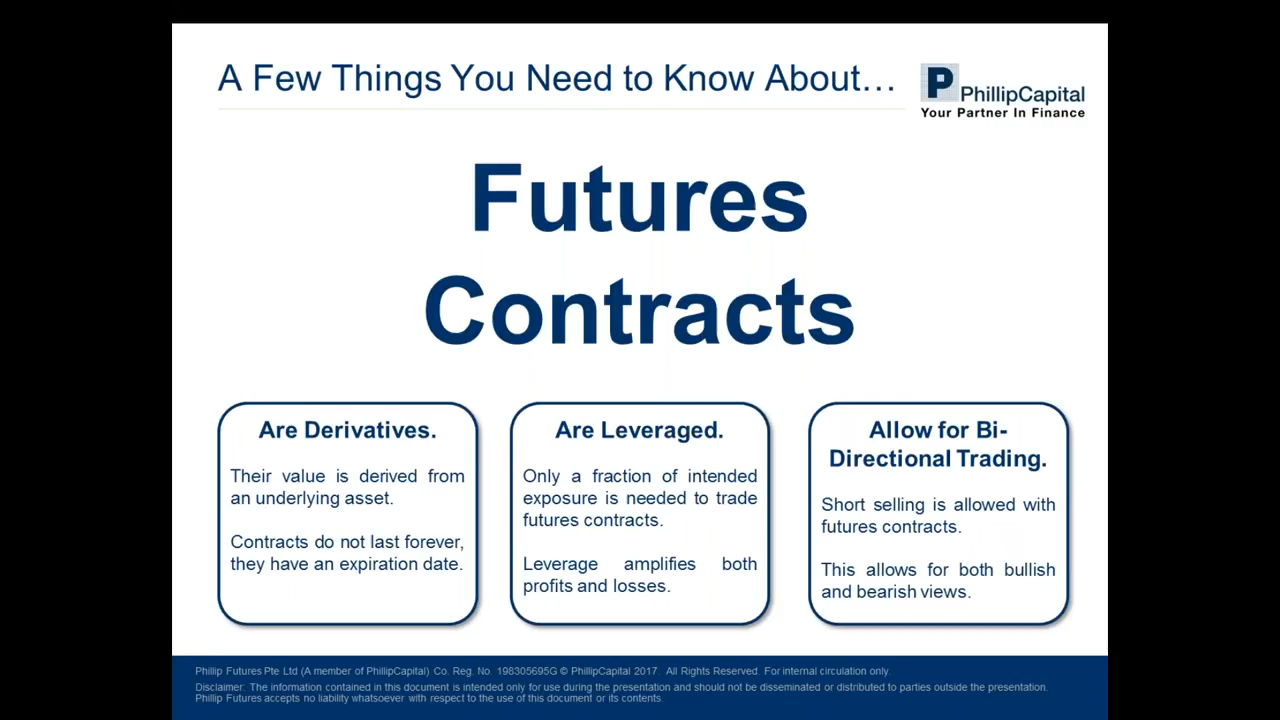 A Few Things You Need to Know About…
PhillipCapital
Your Partner In Finance
Futures
Contracts
Are Derivatives.
Their value is derived from
an underlying asset.
Contracts do not last forever,
they have an expiration date.
Are Leveraged.
Only a fraction of intended
exposure is needed to trade
futures contracts.
Leverage amplifies both
profits and losses.
Allow for Bi-
Directional Trading.
Short selling is allowed with
futures contracts.
This allows for both bullish
and bearish views.
Phillip Futures Pte Ltd (A member of PhillipCapital) Co. Reg. No. 198305695G © PhillipCapital 2017. All Rights Reserved. For internal circulation only.
Disclaimer: The information contained in this document is intended only for use during the presentation and should not be disseminated or distributed to parties outside the presentation.
Phillip Futures accepts no liability whatsoever with respect to the use of this document or its contents.